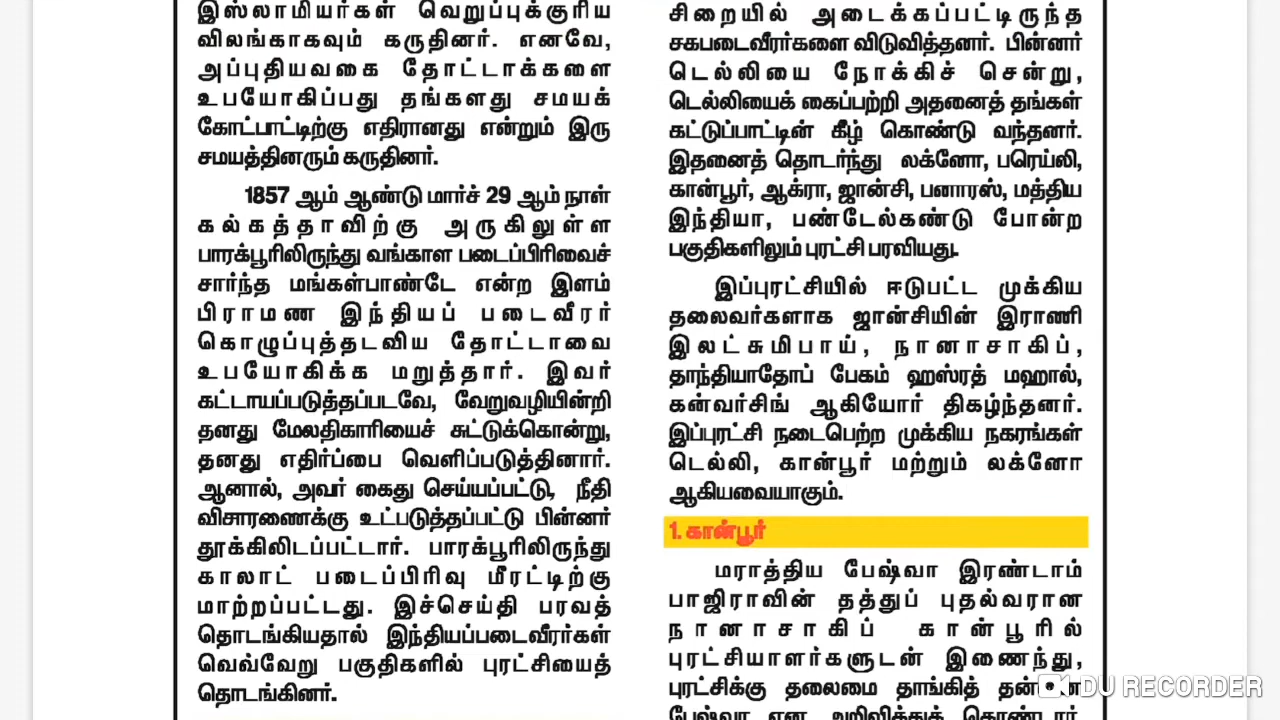 இஸ்லாமியர்கள் வெறுப்புக்குரிய
விலங்காகவும் கருதினர். எனவே,
அப்புதியவகை தோட்டாக்களை
உபயோகிப்பது தங்களது சமயக்
கோட்பாட்டிற்கு எதிரானது என்றும் இரு
சமயத்தினரும் கருதினர்.
1857 ஆம் ஆண்டு மார்ச் 29 ஆம் நாள்
கல்கத்தாவிற்கு அருகிலுள்ள
பாரக்பூரிலிருந்து வங்காள படைப்பிரிவைச்
சார்ந்த மங்கள்பாண்டே என்ற இளம்
பிராமண இந்தியப் படைவீரர்
கொழுப்புத்தடவிய தோட்டாவை
உபயோகிக்க மறுத்தார். இவர்
கட்டாயப்படுத்தப்படவே, வேறுவழியின்றி
தனது மேலதிகாரியைச் சுட்டுக்கொன்று,
தனது எதிர்ப்பை வெளிப்படுத்தினார்.
ஆனால், அவர் கைது செய்யப்பட்டு, நீதி
விசாரணைக்கு உட்படுத்தப்பட்டு பின்னர்
தூக்கிலிடப்பட்டார். பாரக்பூரிலிருந்து
காலாட் படைப்பிரிவு மீரட்டிற்கு
மாற்றப்பட்டது. இச்செய்தி பரவத்
தொடங்கியதால் இந்தியப்படைவீரர்கள்
வெவ்வேறு பகுதிகளில் புரட்சியைத்
தொடங்கினர்.
சிறையில் அடைக்கப்பட்டிருந்த
சகபடைவீரர்களை விடுவித்தனர். பின்னர்
டெல்லியை நோக்கிச் சென்று,
டெல்லியைக் கைப்பற்றி அதனைத் தங்கள்
கட்டுப்பாட்டின் கீழ் கொண்டு வந்தனர்.
இதனைத் தொடர்ந்து லக்னோ, பரெய்லி,
கான்பூர், ஆக்ரா, ஜான்சி, பனாரஸ், மத்திய
இந்தியா, பண்டேல்கண்டு போன்ற
பகுதிகளிலும் புரட்சி பரவியது.
இப்புரட்சியில் ஈடுபட்ட முக்கிய
தலைவர்களாக ஜான்சியின் இராணி
இலட்சுமிபாய், நானாசாகிப்,
தாந்தியாதோப் பேகம் ஹஸ்ரத் மஹால்,
கன்வர்சிங் ஆகியோர் திகழ்ந்தனர்.
இப்புரட்சி நடைபெற்ற முக்கிய நகரங்கள்
டெல்லி, கான்பூர் மற்றும் லக்னோ
ஆகியவையாகும்.
1. கான்பூர்
மராத்திய பேஷ்வா இரண்டாம்
பாஜிராவின் தத்துப் புதல்வரான
நானாசாகிப் கான்பூரில்
புரட்சியாளர்களுடன் இணைந்து,
புரட்சிக்கு தலைமை தாங்கித்
பேஷ்வா என அறிவித்துக் கொண்டார்
DU RECORDER